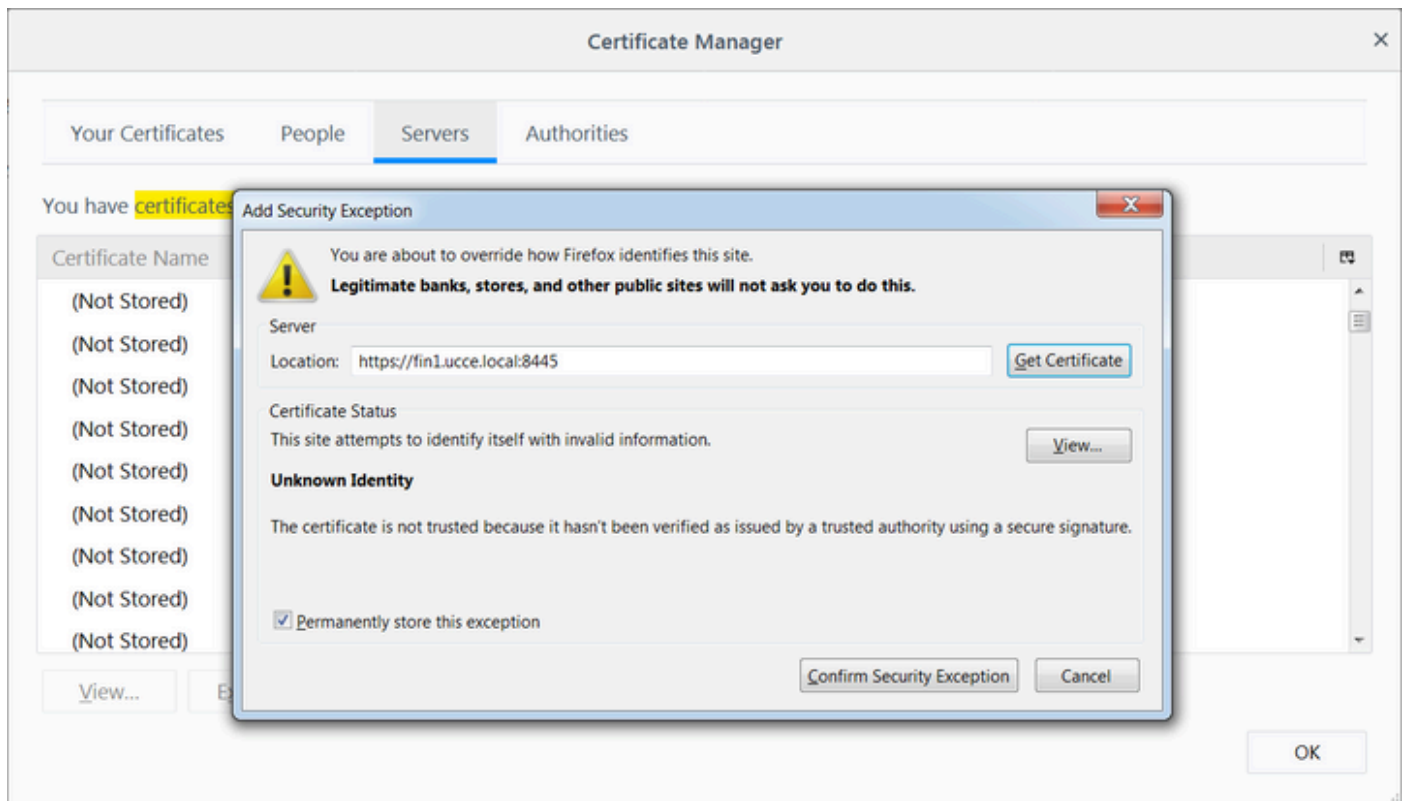 Certificate Manager
Your Certificates People Servers Authorities
You have certificates
Add Security Exception
Certificate Name
You are about to override how Firefox identifies this site.
Legitimate banks, stores, and other public sites will not ask you to do this.
(Not Stored)
Server
Location: https://fin1.ucce.local:8445 Get Certificate
(Not Stored)
(Not Stored)
Certificate Status
(Not Stored)
This site attempts to identify itself with invalid information. View...
(Not Stored)
Unknown Identity
(Not Stored)
The certificate is not trusted because it hasn't been verified as issued by a trusted authority using a secure signature.
(Not Stored)
(Not Stored)
Permanently store this exception
(Not Stored)
View...
Confirm Security Exception Cancel
OK